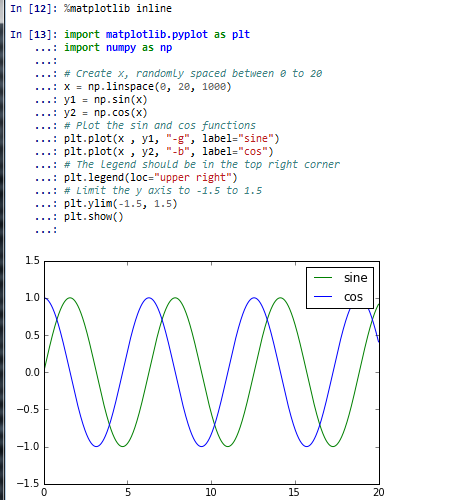 In [12]: %matplotlib inline
In [13]: import matplotlib.pyplot as plt
...: import numpy as np
...:
...: # Create x, randomly spaced between 0 to 20
...: x = np.linspace(0, 20, 1000)
...: y1 = np.sin(x)
...: y2 = np.cos(x)
...: # Plot the sin and cos functions
...: plt.plot(x , y1, "-g", label="sine")
...: plt.plot(x , y2, "-b", label="cos")
...: # The legend should be in the top right corner
...: plt.legend(loc="upper right")
...: # Limit the y axis to -1.5 to 1.5
...: plt.ylim(-1.5, 1.5)
...: plt.show()
...:
1.5
sine
cos
1.0
0.5
0.0
−0.5
−1.0
−1.5
0 5 10 15 20